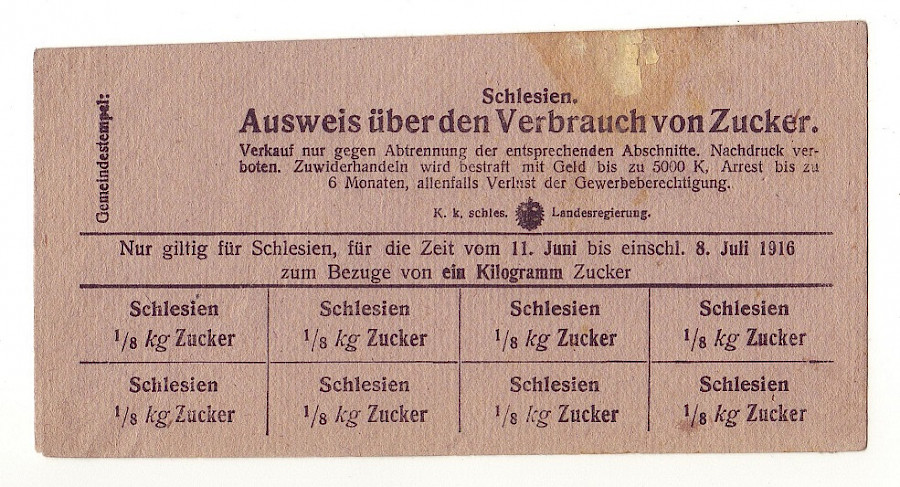 Gemeindestempel:
Schlesien.
Ausweis über den Verbrauch von Zucker.
Verkauf nur gegen Abtrennung der entsprechenden Abschnitte. Nachdruck ver-
boten. Zuwiderhandeln wird bestraft mit Geld bis zu 5000 K, Arrest bis zu
6 Monaten, allenfalls Verlust der Gewerbeberechtigung.
K. k. schles. Landesregierung.
Nur giltig für Schlesien, für die Zeit vom 11. Juni bis einschl. 8. Juli 1916
zum Bezuge von ein Kilogramm Zucker
Schlesien Schlesien Schlesien Schlesien
1/8 kg Zucker 1/8 kg Zucker 1/8 kg Zucker 1/8 kg Zucker
Schlesien Schlesien Schlesien Schlesien
1/8 kg Zucker 1/8 kg Zucker 1/8 kg Zucker 1/8 kg Zucker